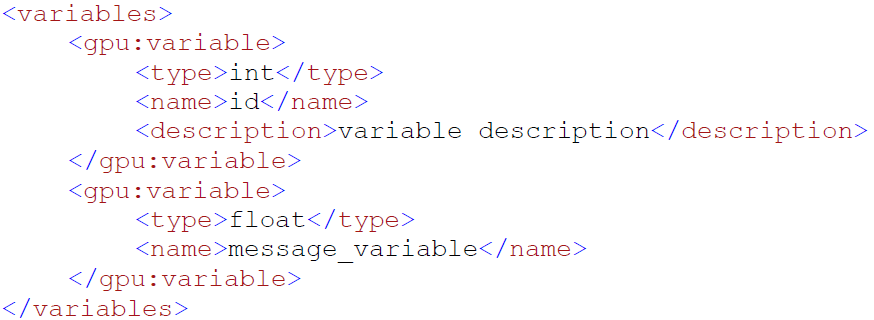 <variables>
<gpu:variable>
<type>int</type>
<name>id</name>
<description>variable description</description>
</gpu:variable>
<gpu:variable>
<type>float</type>
<name>message_variable</name>
</gpu:variable>
</variables>